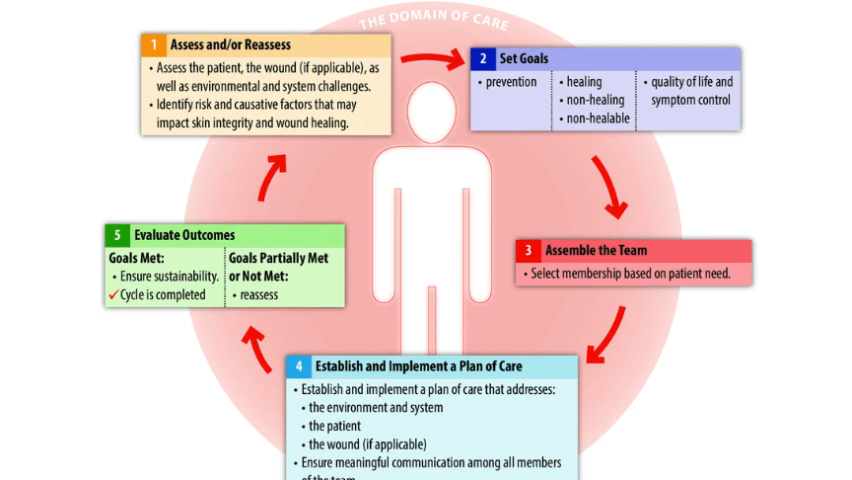 THE DOMAIN OF CARE
1 Assess and/or Reassess
• Assess the patient, the wound (if applicable), as
well as environmental and system challenges.
• Identify risk and causative factors that may
impact skin integrity and wound healing.
2 Set Goals
• prevention
• healing
• non-healing
• non-healable
• quality of life and
symptom control
3 Assemble the Team
• Select membership based on patient need.
4 Establish and Implement a Plan of Care
• Establish and implement a plan of care that addresses:
• the environment and system
• the patient
• the wound (if applicable)
• Ensure meaningful communication among all members
of the team
5 Evaluate Outcomes
Goals Met:
• Ensure sustainability.
✓Cycle is completed
Goals Partially Met
or Not Met:
• reassess